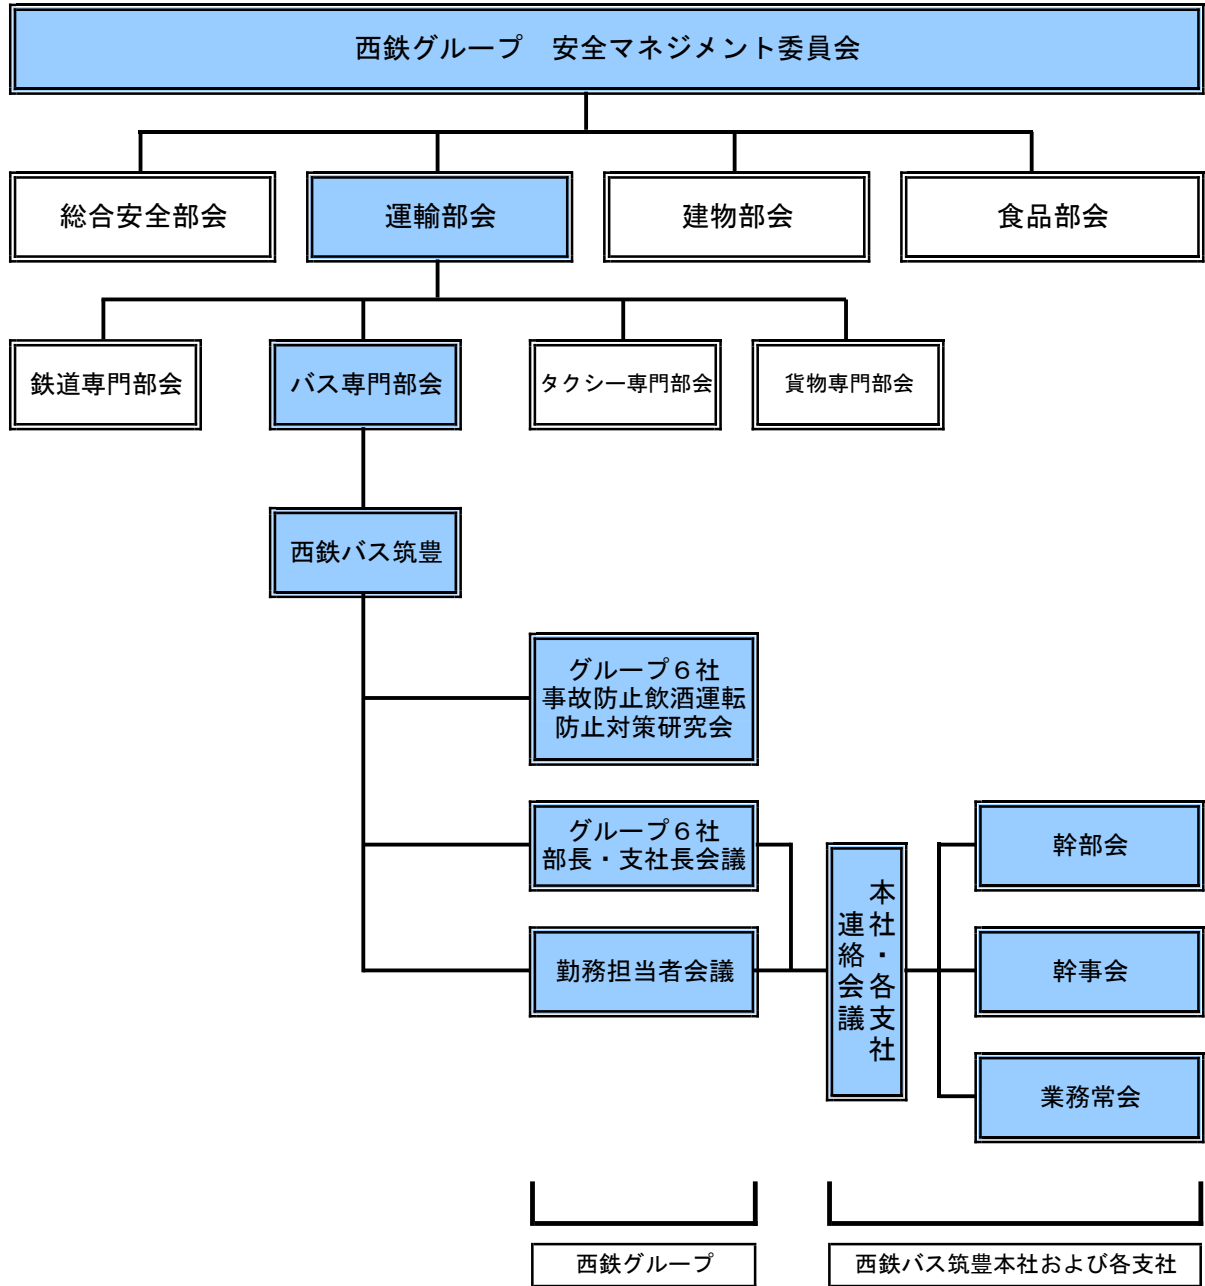 西鉄グループ　安全マネジメント委員会
総合安全部会
運輸部会
建物部会
食品部会
鉄道専門部会
バス専門部会
タクシー専門部会
貨物専門部会
西鉄バス筑豊
グループ６社
事故防止飲酒運転
防止対策研究会
グループ６社
部長・支社長会議
勤務担当者会議
本社・各支社
連絡会議
幹部会
幹事会
業務常会
西鉄グループ
西鉄バス筑豊本社および各支社